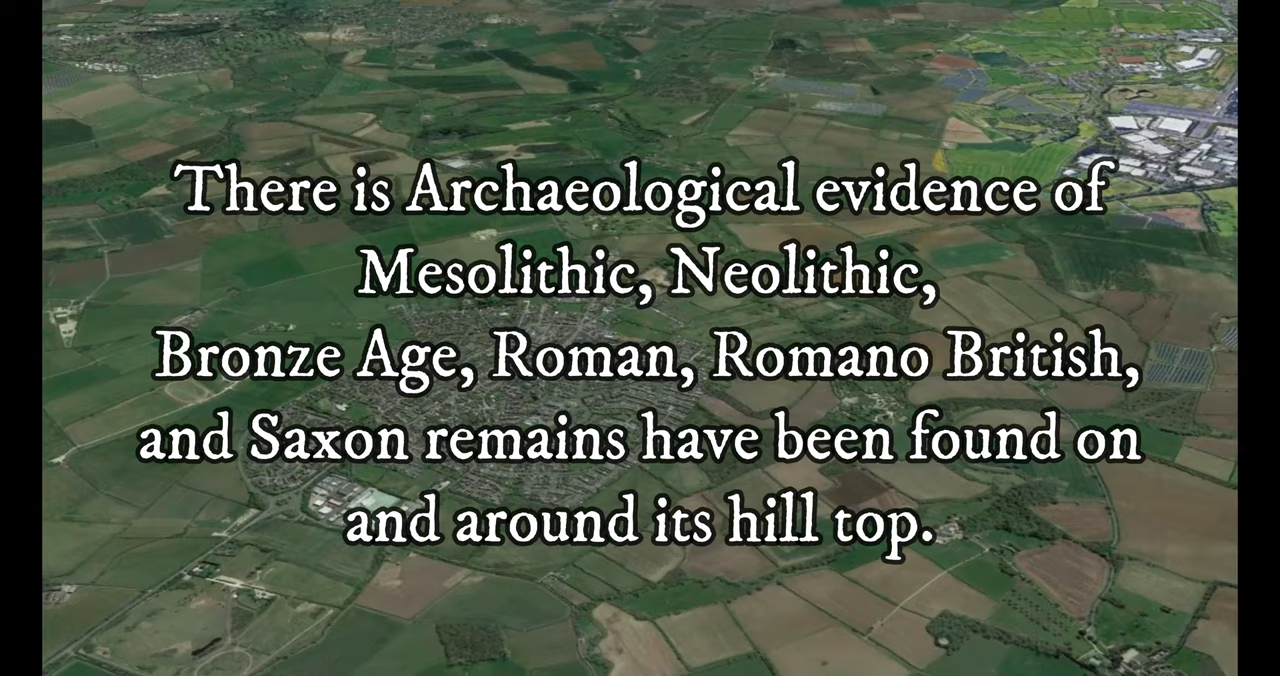 There is Archaeological evidence of
Mesolithic, Neolithic,
Bronze Age, Roman, Romano British,
and Saxon remains have been found on
and around its hill top.